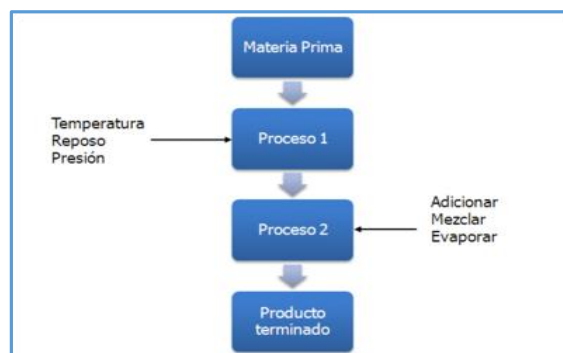 Materia Prima
Temperatura
Reposo
Presión
Proceso 1
Proceso 2
Adicionar
Mezclar
Evaporar
Producto
terminado